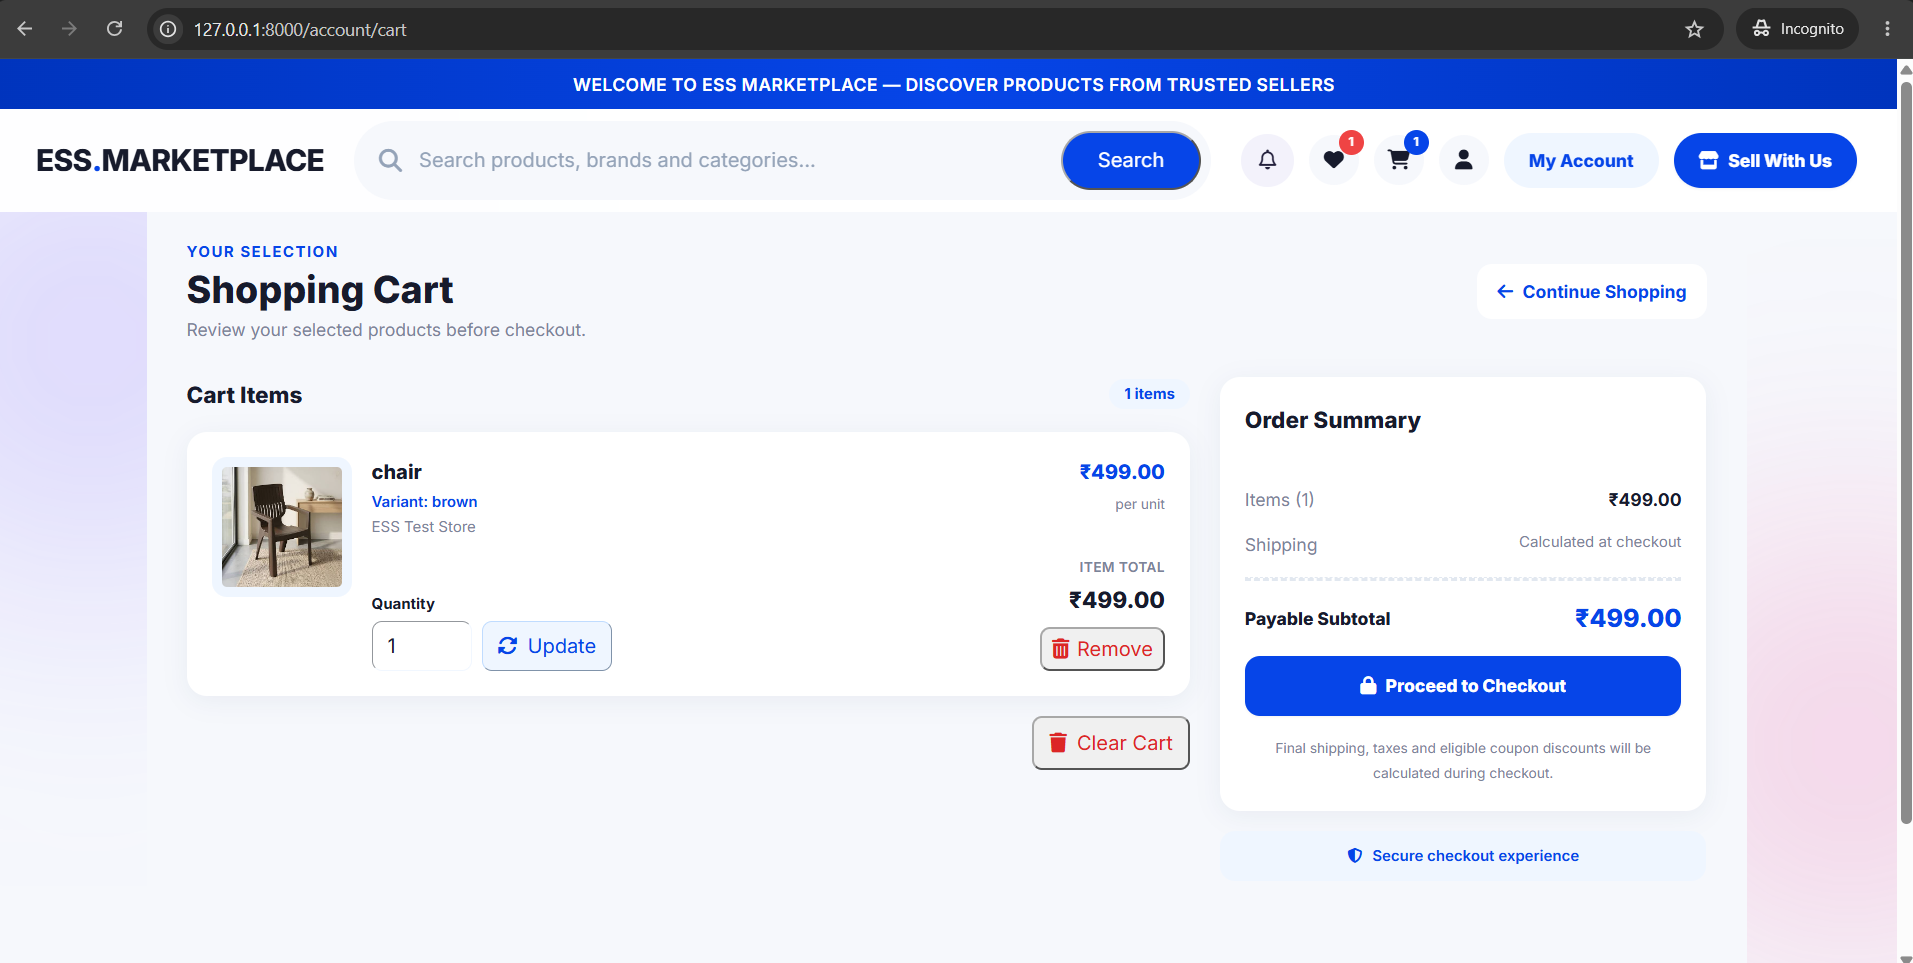 127.0.0.1:8000/account/cart
Incognito
WELCOME TO ESS MARKETPLACE — DISCOVER PRODUCTS FROM TRUSTED SELLERS
ESS.MARKETPLACE
Search products, brands and categories...
Search
1
1
My Account
Sell With Us
YOUR SELECTION
Shopping Cart
Review your selected products before checkout.
Continue Shopping
Cart Items
1 items
chair
Variant: brown
ESS Test Store
₹499.00
per unit
ITEM TOTAL
₹499.00
Quantity
1
Update
Remove
Clear Cart
Order Summary
Items (1)
₹499.00
Shipping
Calculated at checkout
Payable Subtotal
₹499.00
Proceed to Checkout
Final shipping, taxes and eligible coupon discounts will be
calculated during checkout.
Secure checkout experience